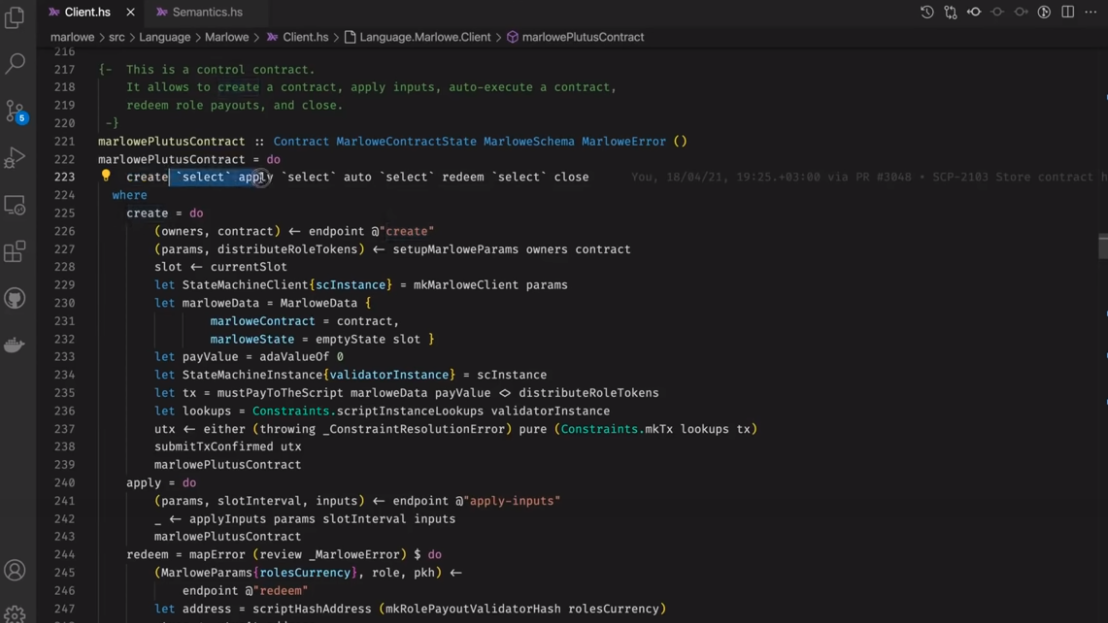 Client.hs
Semantics.hs
marlowe > src > Language > Marlowe > Client.hs > Language.Marlowe.Client > marlowePlutusContract
216
217 {- This is a control contract.
218 It allows to create a contract, apply inputs, auto-execute a contract,
219 redeem role payouts, and close.
220 -}
221 marlowePlutusContract :: Contract MarloweContractState MarloweSchema MarloweError ()
222 marlowePlutusContract = do
223 create `select` apply `select` auto `select` redeem `select` close You, 18/04/21, 19:25.+03:00 via PR #3048 • SCP-2103 Store contract h
224 where
225 create = do
226 (owners, contract) ← endpoint @"create"
227 (params, distributeRoleTokens) ← setupMarloweParams owners contract
228 slot ← currentSlot
229 let StateMachineClient{scInstance} = mkMarloweClient params
230 let marloweData = MarloweData {
231 marloweContract = contract,
232 marloweState = emptyState slot }
233 let payValue = adaValueOf 0
234 let StateMachineInstance{validatorInstance} = scInstance
235 let tx = mustPayToTheScript marloweData payValue <> distributeRoleTokens
236 let lookups = Constraints.scriptInstanceLookups validatorInstance
237 utx ← either (throwing _ConstraintResolutionError) pure (Constraints.mkTx lookups tx)
238 submitTxConfirmed utx
239 marlowePlutusContract
240 apply = do
241 (params, slotInterval, inputs) ← endpoint @"apply-inputs"
242 _ ← applyInputs params slotInterval inputs
243 marlowePlutusContract
244 redeem = mapError (review _MarloweError) $ do
245 (MarloweParams{rolesCurrency}, role, pkh) ←
246 endpoint @"redeem"
247 let address = scriptHashAddress (mkRolePayoutValidatorHash rolesCurrency)
5